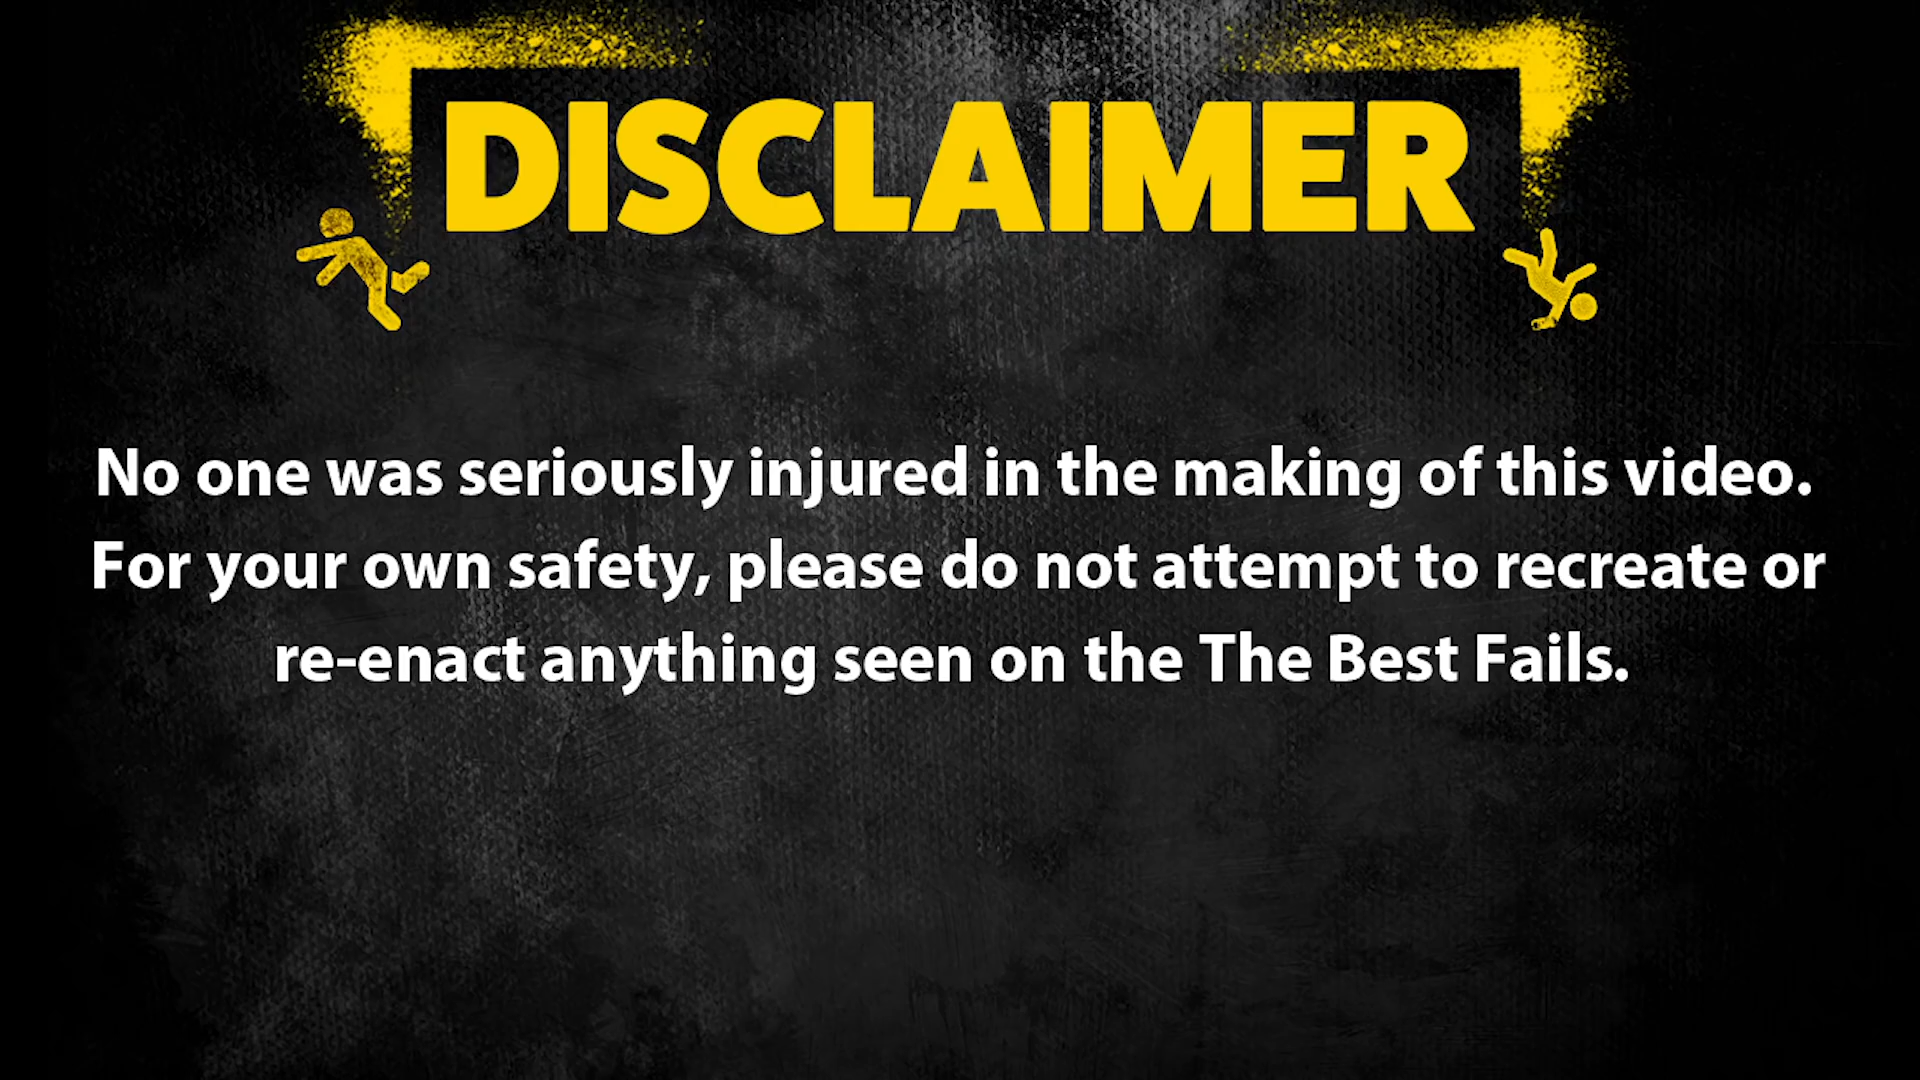 DISCLAIMER
No one was seriously injured in the making of this video.
For your own safety, please do not attempt to recreate or
re-enact anything seen on the The Best Fails.